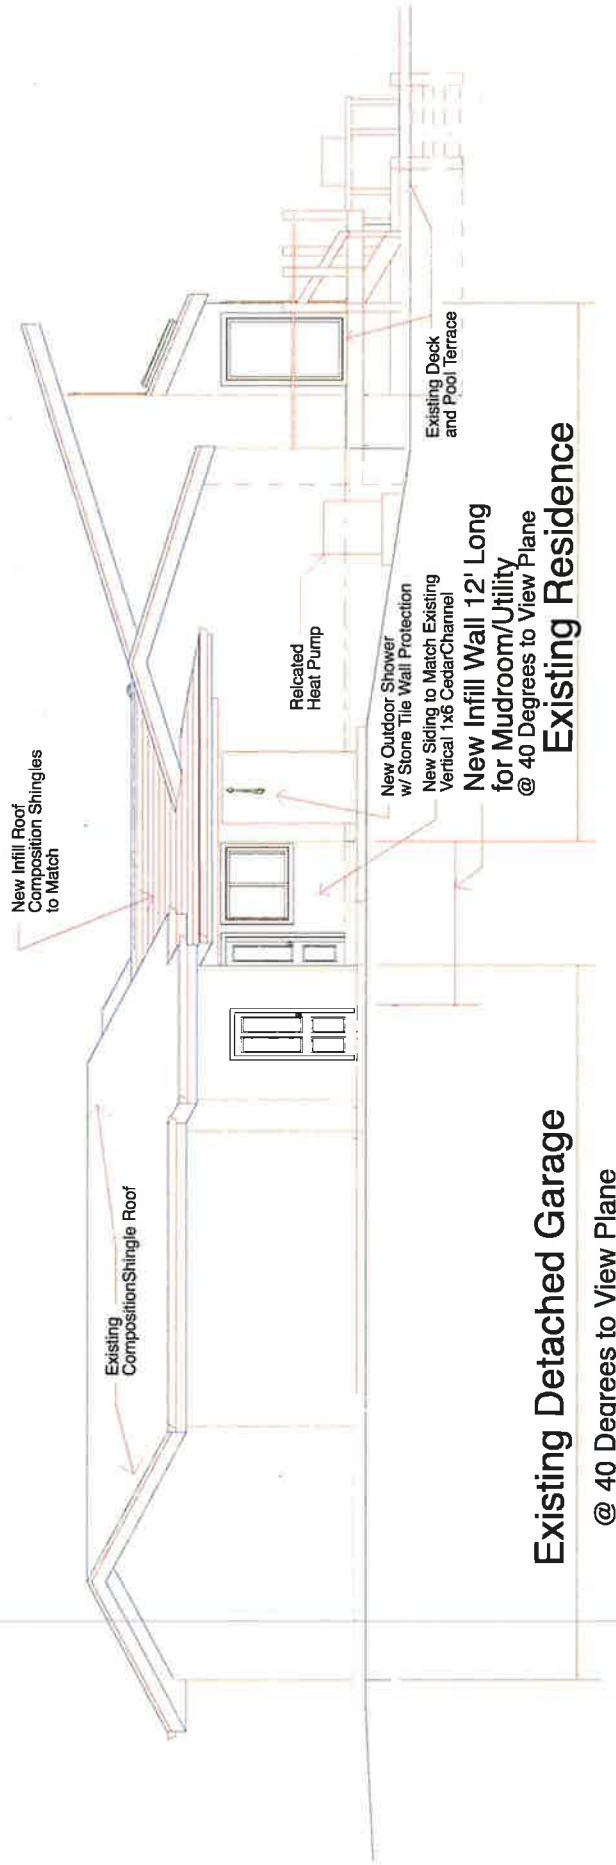 New Infill Roof
Composition Shingles
to Match
Existing
CompositionShingle Roof
Relcated
Heat Pump
Existing Deck
and Pool Terrace
New Outdoor Shower
w/ Stone Tile Wall Protection
New Siding to Match Existing
Vertical 1x6 CedarChannel
New Infill Wall 12' Long
for Mudroom/Utility
@ 40 Degrees to View Plane
Existing Residence
Existing Detached Garage
@ 40 Degrees to View Plane